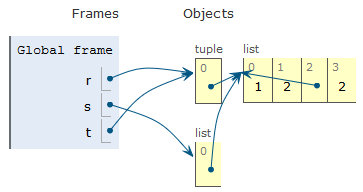 Frames Objects
Global frame
r
s
t
tuple
0
list
0 1 2 3
1 2 2
list
0